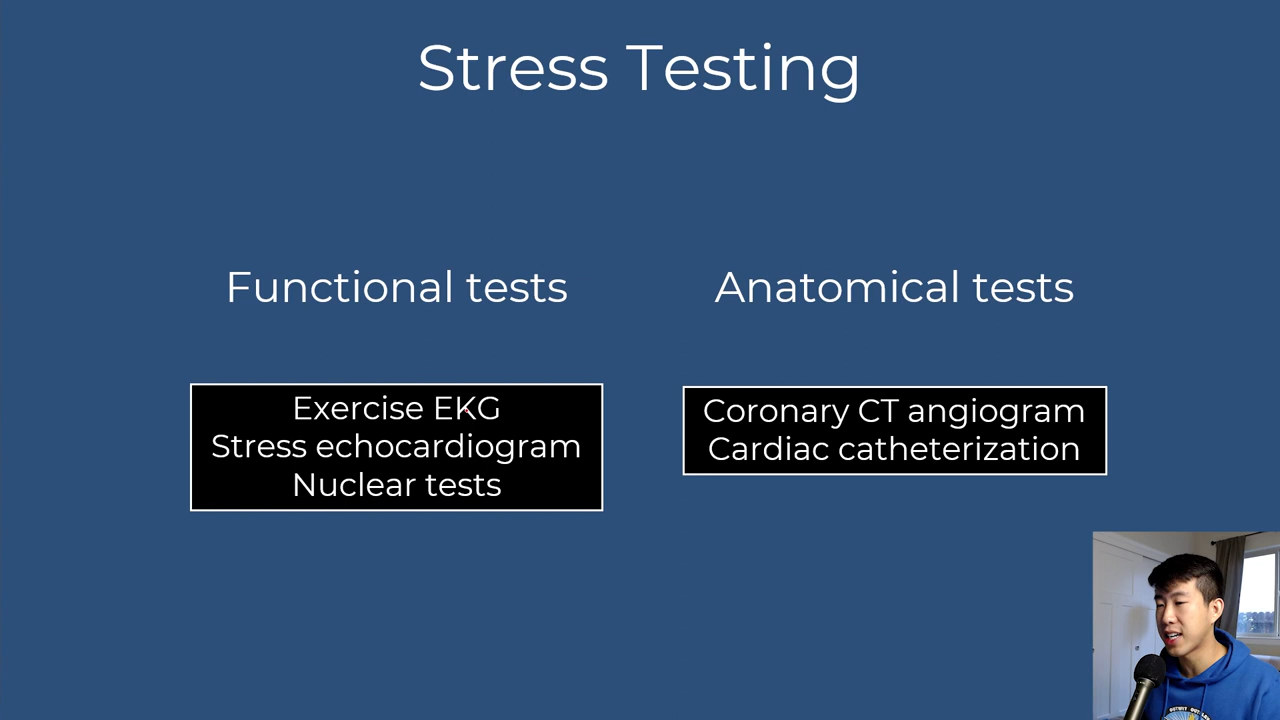 Stress Testing
Functional tests
Anatomical tests
Exercise EKG
Stress echocardiogram
Nuclear tests
Coronary CT angiogram
Cardiac catheterization